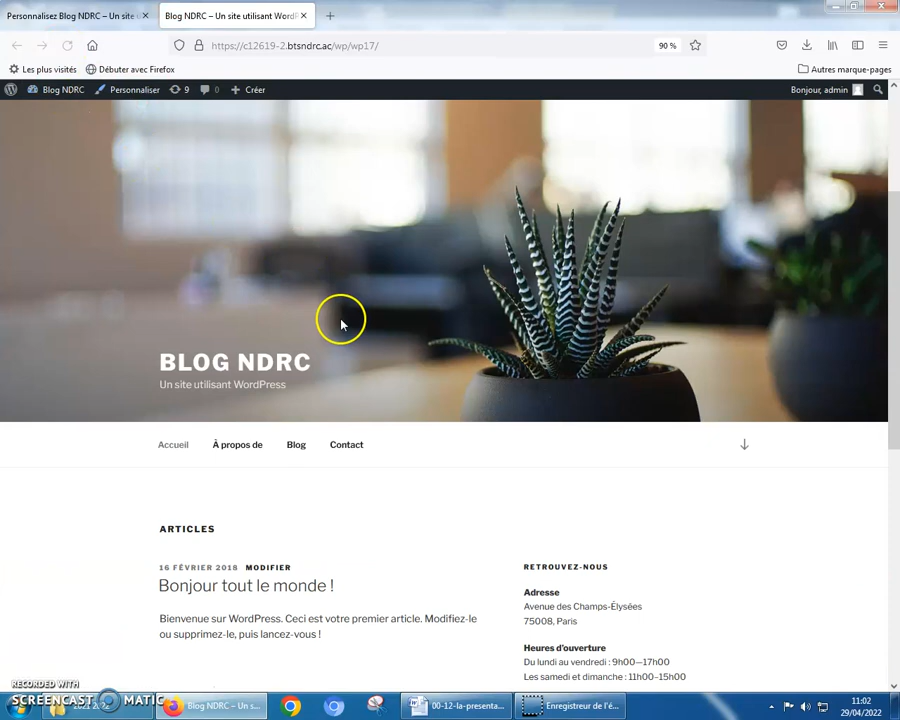 Personnalisez Blog NDRC – Un site
Blog NDRC – Un site utilisant WordP
https://c12619-2.btsndrc.ac/wp/wp17/
90 %
Les plus visités
Débuter avec Firefox
Autres marque-pages
Blog NDRC
Personnaliser
9
0
Créer
Bonjour, admin
BLOG NDRC
Un site utilisant WordPress
Accueil
À propos de
Blog
Contact
ARTICLES
16 FÉVRIER 2018 MODIFIER
Bonjour tout le monde !
Bienvenue sur WordPress. Ceci est votre premier article. Modifiez-le
ou supprimez-le, puis lancez-vous !
RETROUVEZ-NOUS
Adresse
Avenue des Champs-Élysées
75008, Paris
Heures d'ouverture
Du lundi au vendredi : 9h00—17h00
Les samedi et dimanche : 11h00–15h00
RECORDED WITH
SCREENCAST MATIC
Blog NDRC – Un s...
00-12-la-presenta...
Enregistreur de l'é...
11:02
29/04/2022